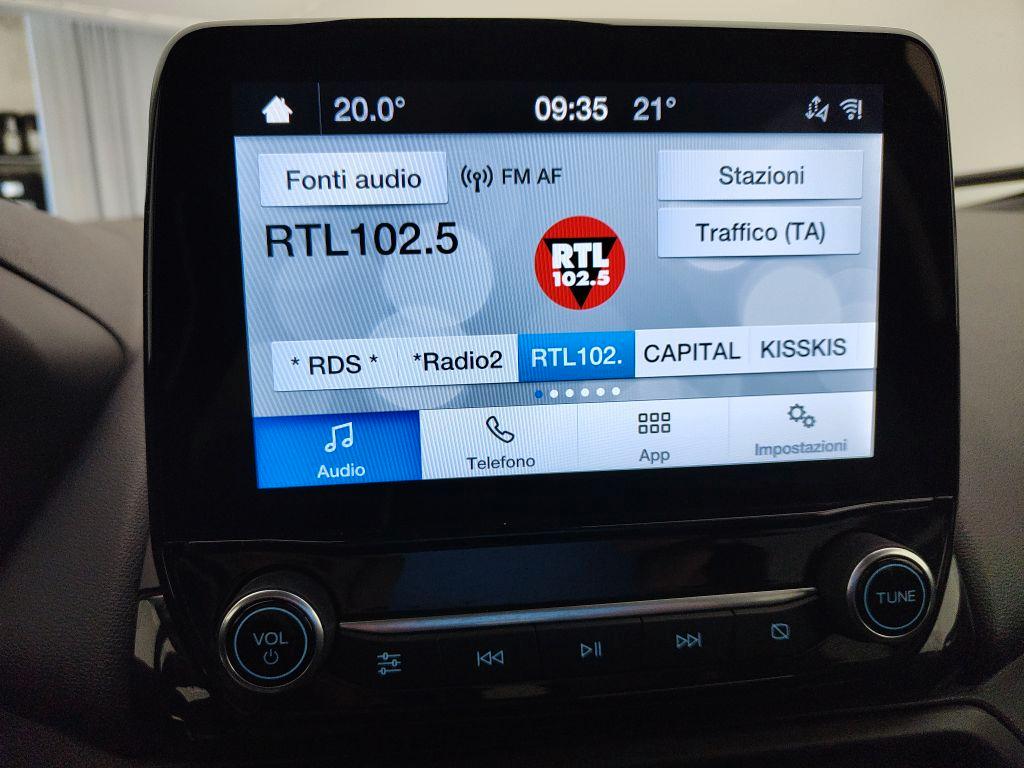 20.0° 09:35 21°
Fonti audio FM AF Stazioni
RTL102.5 Traffico (TA)
RTL
102.5
* RDS * *Radio2 RTL102. CAPITAL KISSKIS
Audio Telefono App Impostazioni
VOL TUNE